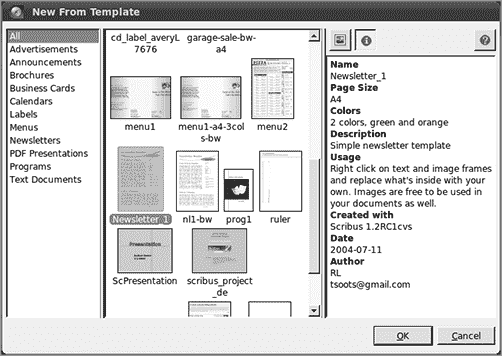 New From Template
All
Advertisements
Announcements
Brochures
Business Cards
Calendars
Labels
Menus
Newsletters
PDF Presentations
Programs
Text Documents
cd_label_averyL
7676
garage-sale-bw-
a4
menu1
menu1-a4-3col
s-bw
menu2
Newsletter_1
nl1-bw
prog1
ruler
Presentation
ScPresentation
scribus_project
_de
Name
Newsletter_1
Page Size
A4
Colors
2 colors, green and orange
Description
Simple newsletter template
Usage
Right click on text and image frames
and replace what's inside with your
own. Images are free to be used in
your documents as well.
Created with
Scribus 1.2RC1cvs
Date
2004-07-11
Author
RL
tsoots@gmail.com
OK
Cancel